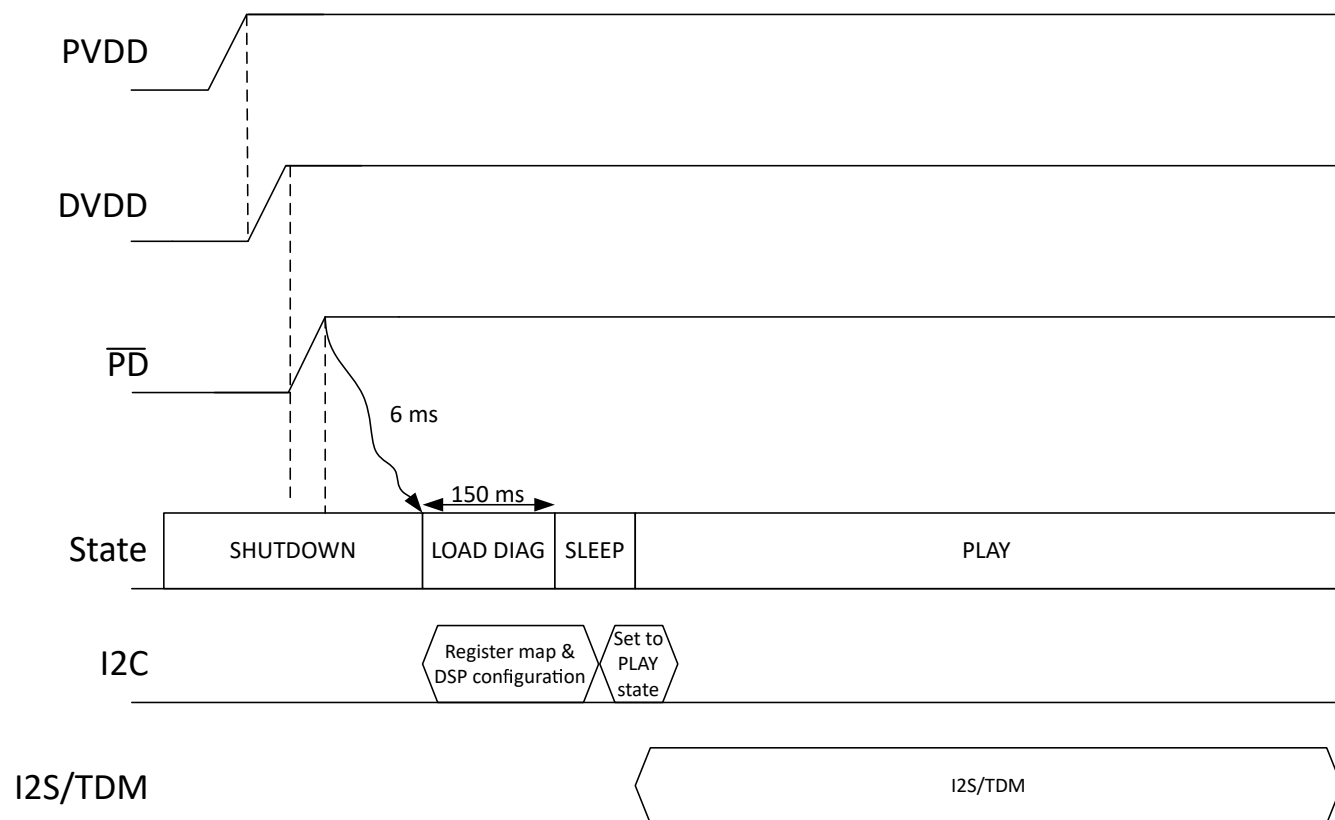 PVDD
DVDD
PD
6 ms
150 ms
State
SHUTDOWN
LOAD DIAG
SLEEP
PLAY
I2C
Register map &
DSP configuration
Set to
PLAY
state
I2S/TDM
I2S/TDM